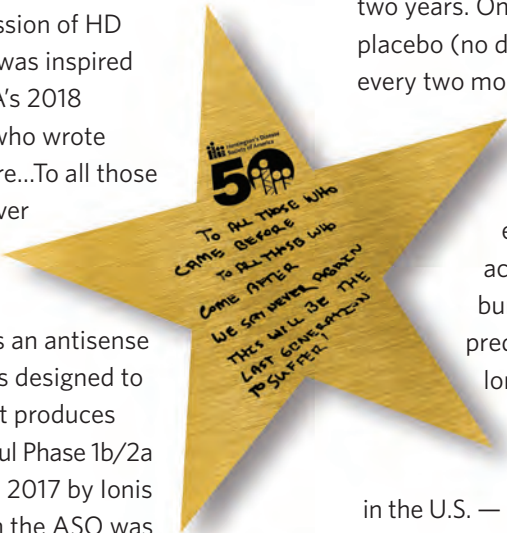 ssion of HD
was inspired
A's 2018
who wrote
re...To all those
ver
s an antisense
s designed to
t produces
ul Phase 1b/2a
2017 by Ionis
n the ASO was
Huntington's Disease
Society of America
50
TO ALL THOSE WHO
CAME BEFORE
TO ALL THOSE WHO
COME AFTER
WE SAY NEVER AGAIN
THIS WILL BE THE
LAST GENERATION
TO SUFFER!
two years. On
placebo (no d
every two mo
e
ac
bu
pred
in the U.S. —